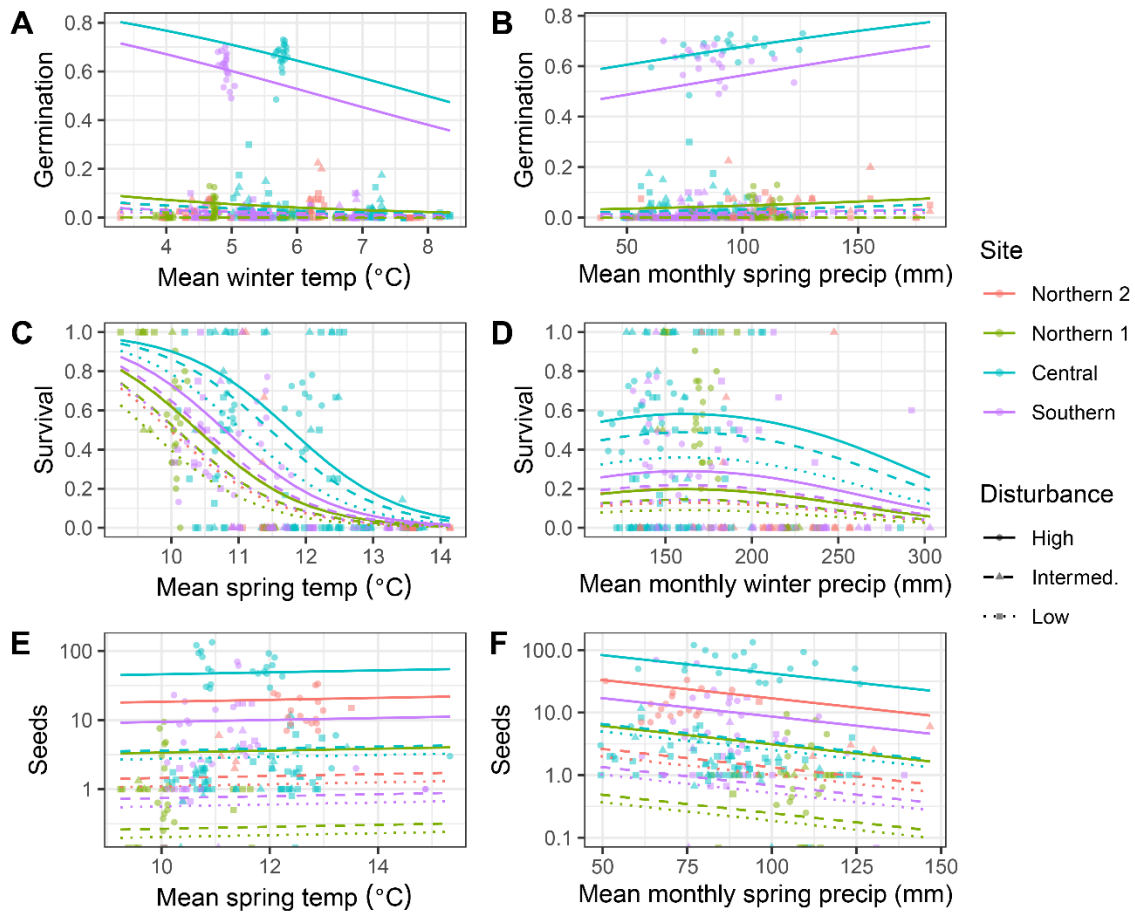 A
B
0.8
0.6
0.4
0.2
0.0
Germination
4 5 6 7 8
Mean winter temp (°C)
0.8
0.6
0.4
0.2
0.0
Germination
50 100 150
Mean monthly spring precip (mm)
C
D
1.0
0.8
0.6
0.4
0.2
0.0
Survival
10 11 12 13 14
Mean spring temp (°C)
1.0
0.8
0.6
0.4
0.2
0.0
Survival
150 200 250 300
Mean monthly winter precip (mm)
E
F
100
10
1
Seeds
10 12 14
Mean spring temp (°C)
100.0
10.0
1.0
0.1
Seeds
50 75 100 125 150
Mean monthly spring precip (mm)
Site
Northern 2
Northern 1
Central
Southern
Disturbance
High
Intermed.
Low